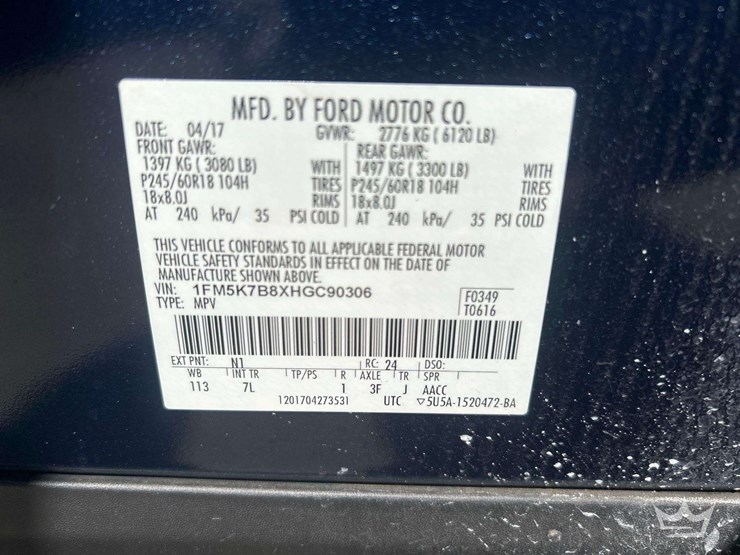 MFD. BY FORD MOTOR CO.
DATE: 04/17 GVWR: 2776 KG ( 6120 LB)
FRONT GAWR: REAR GAWR:
1397 KG ( 3080 LB) WITH 1497 KG ( 3300 LB) WITH
P245/60R18 104H TIRES P245/60R18 104H TIRES
18x8.0J RIMS 18x8.0J RIMS
AT 240 kPa/ 35 PSI COLD AT 240 kPa/ 35 PSI COLD
THIS VEHICLE CONFORMS TO ALL APPLICABLE FEDERAL MOTOR
VEHICLE SAFETY STANDARDS IN EFFECT ON THE DATE OF
MANUFACTURE SHOWN ABOVE.
VIN: 1FM5K7B8XHGC90306 F0349
TYPE: MPV T0616
EXT PNT: N1 RC: 24 DSO:
WB INT TR TP/PS R AXLE TR SPR
113 7L 1 3F J AACC
1201704273531 UTC ▽5U5A-1520472-BA